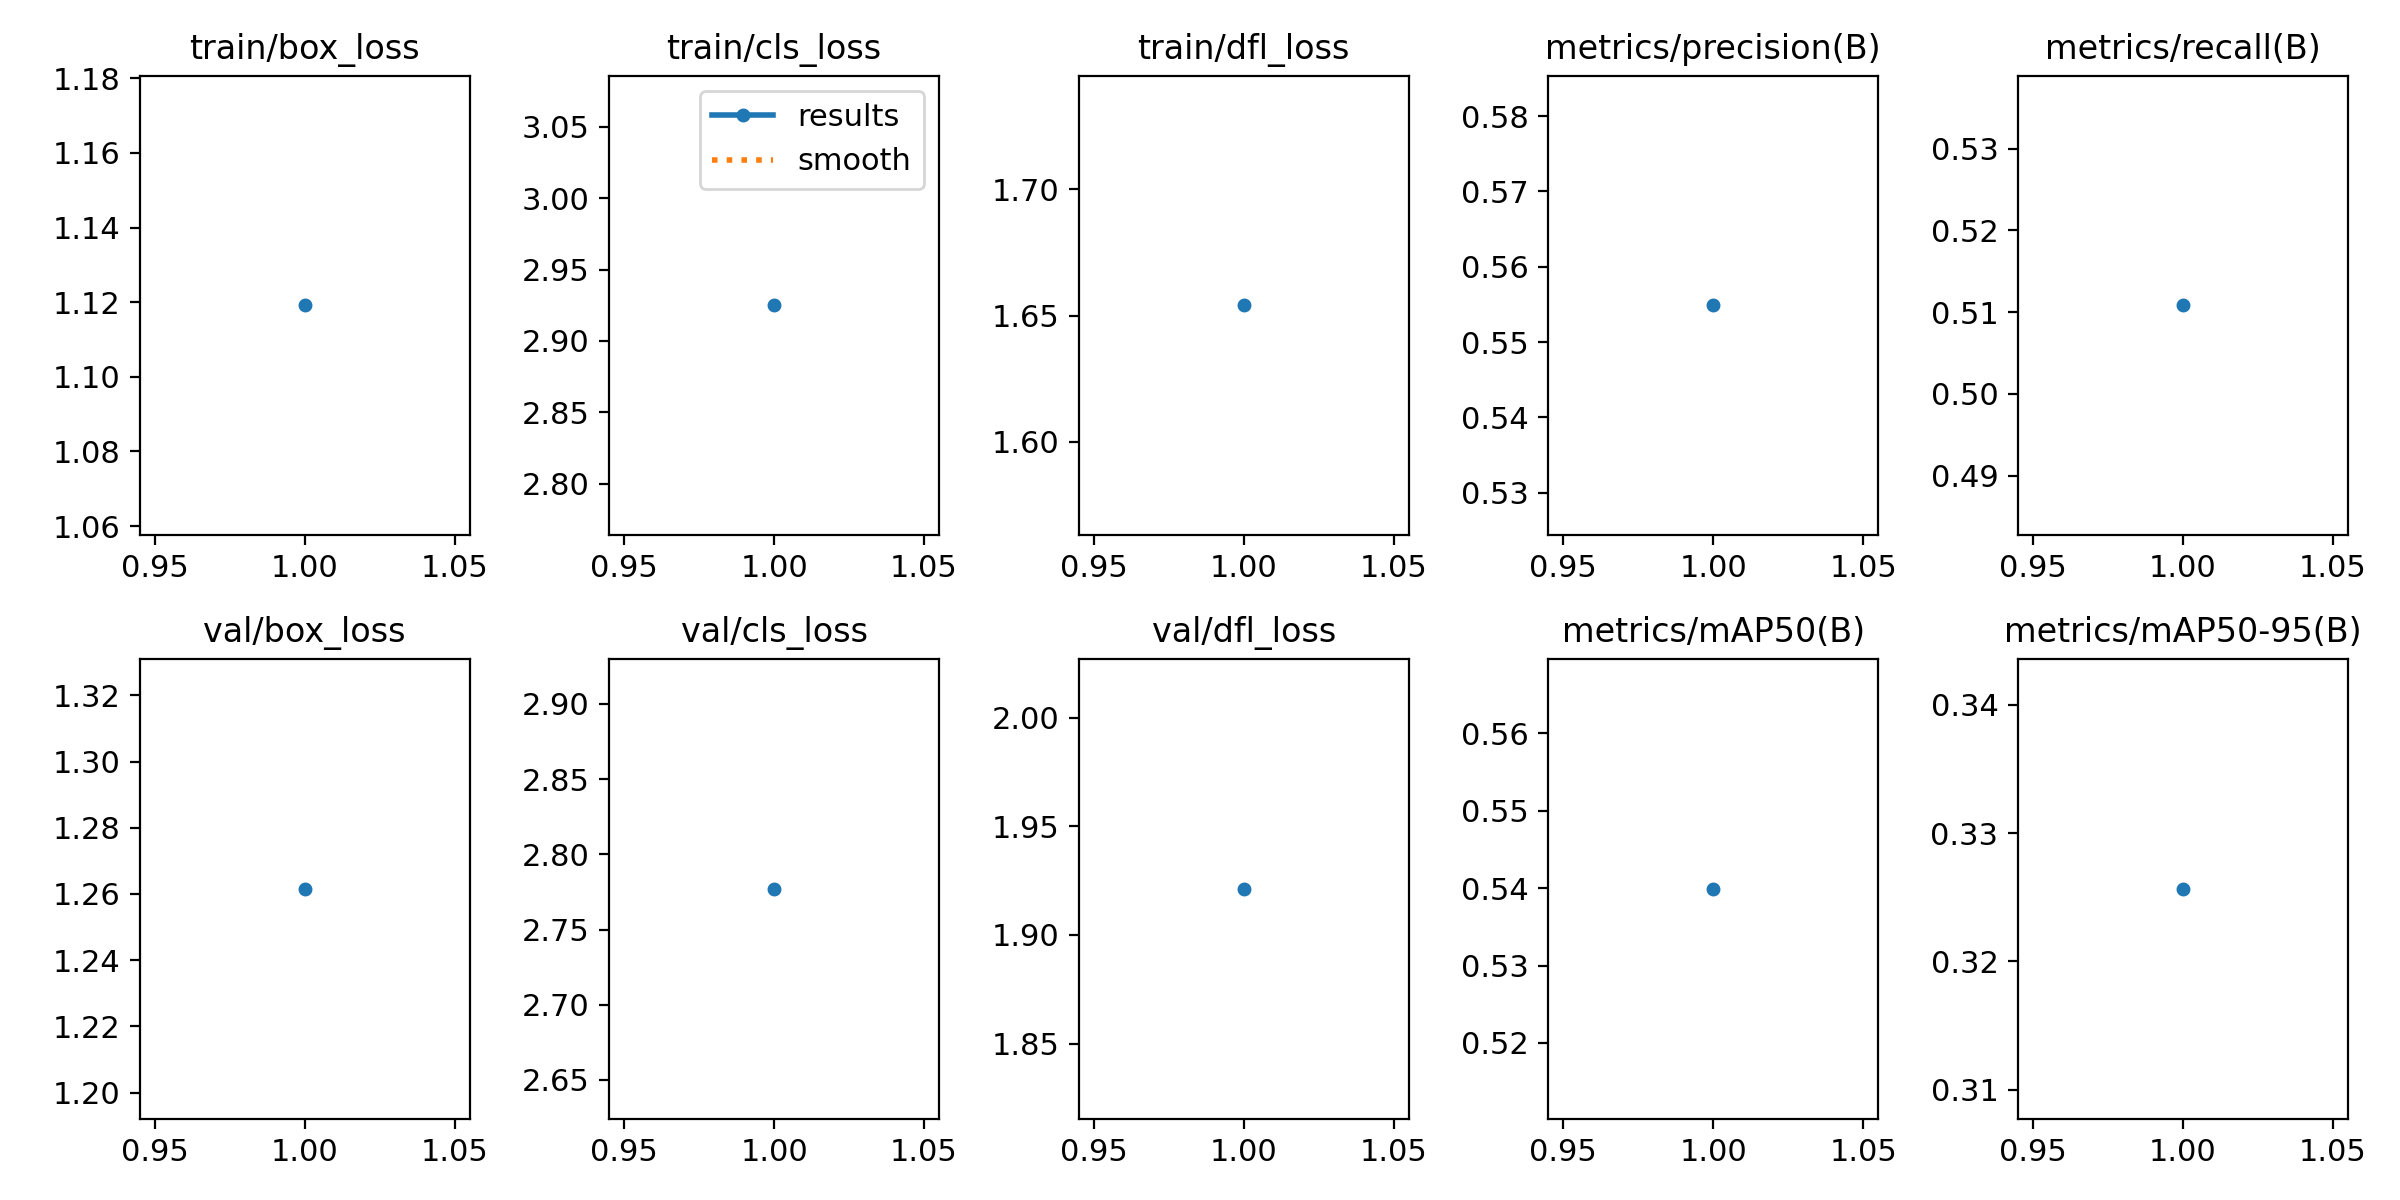 train/box_loss
1.18
1.16
1.14
1.12
1.10
1.08
1.06
0.95 1.00 1.05
train/cls_loss
results
smooth
3.05
3.00
2.95
2.90
2.85
2.80
0.95 1.00 1.05
train/dfl_loss
1.70
1.65
1.60
0.95 1.00 1.05
metrics/precision(B)
0.58
0.57
0.56
0.55
0.54
0.53
0.95 1.00 1.05
metrics/recall(B)
0.53
0.52
0.51
0.50
0.49
0.95 1.00 1.05
val/box_loss
1.32
1.30
1.28
1.26
1.24
1.22
1.20
0.95 1.00 1.05
val/cls_loss
2.90
2.85
2.80
2.75
2.70
2.65
0.95 1.00 1.05
val/dfl_loss
2.00
1.95
1.90
1.85
0.95 1.00 1.05
metrics/mAP50(B)
0.56
0.55
0.54
0.53
0.52
0.95 1.00 1.05
metrics/mAP50-95(B)
0.34
0.33
0.32
0.31
0.95 1.00 1.05